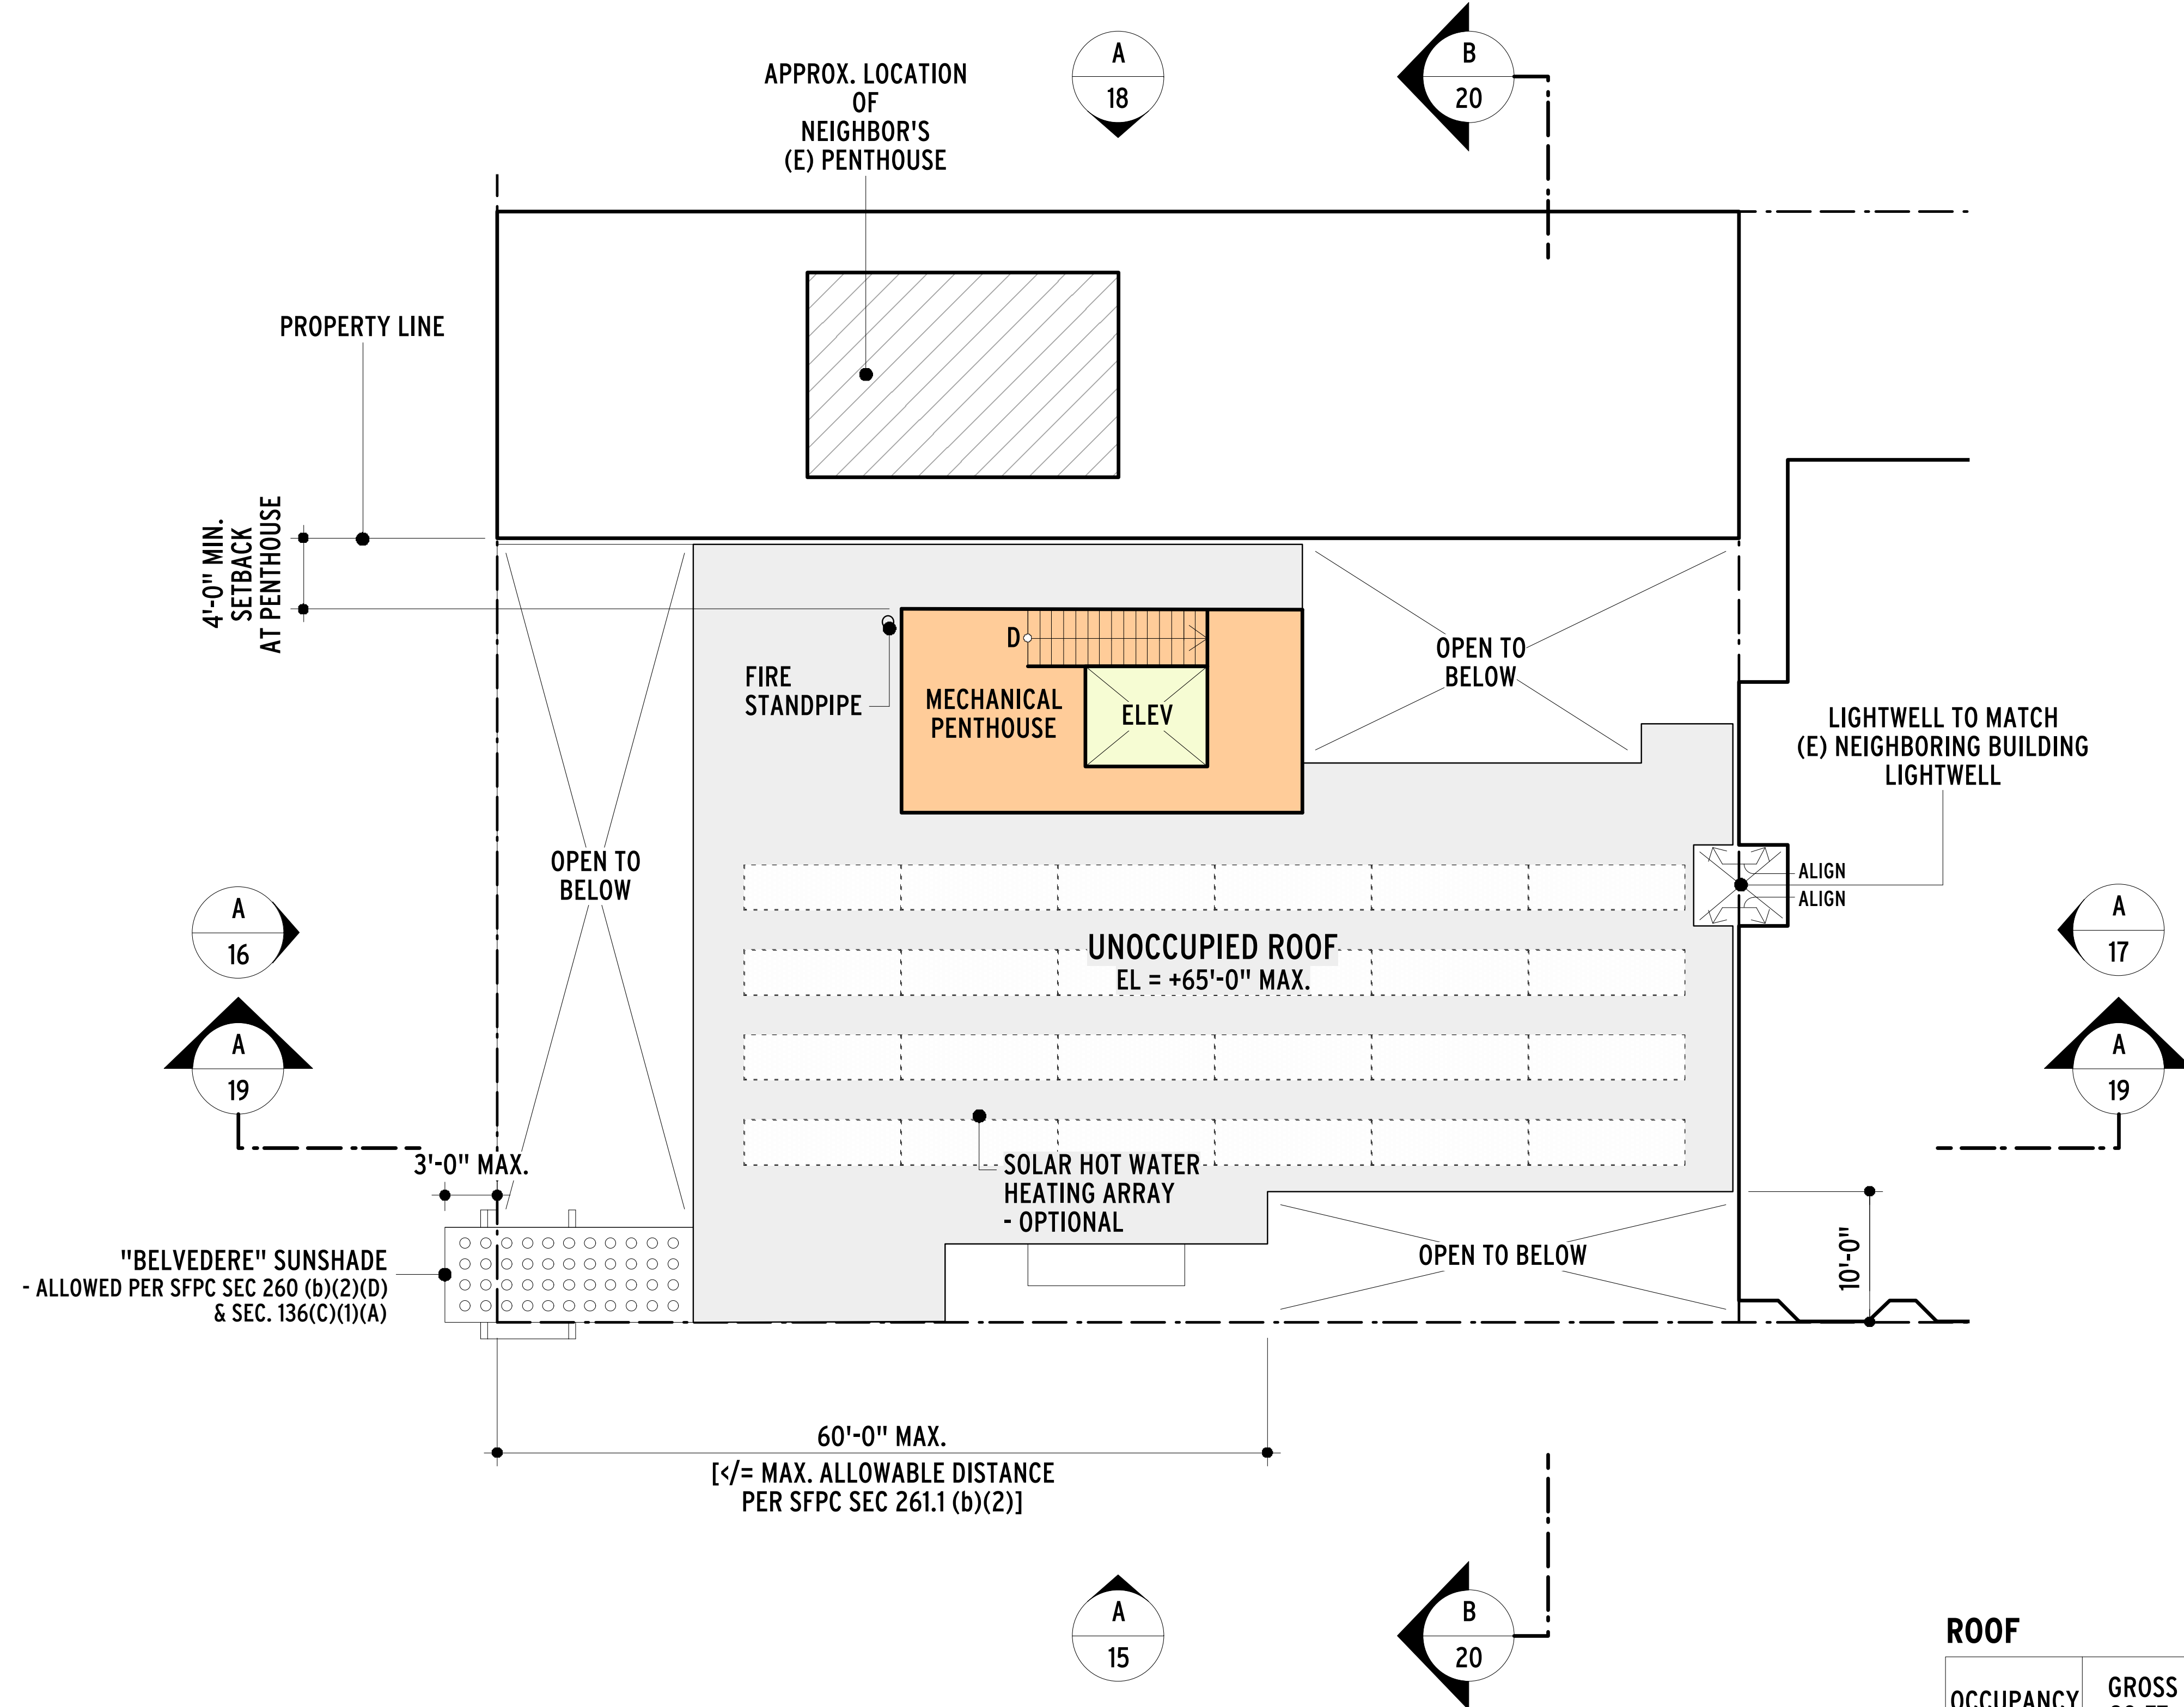 A
18
B
20
APPROX. LOCATION
OF
NEIGHBOR'S
(E) PENTHOUSE
PROPERTY LINE
4'-0" MIN.
SETBACK
AT PENTHOUSE
D
FIRE
STANDPIPE
MECHANICAL
PENTHOUSE
ELEV
OPEN TO
BELOW
LIGHTWELL TO MATCH
(E) NEIGHBORING BUILDING
LIGHTWELL
OPEN TO
BELOW
ALIGN
ALIGN
A
16
UNOCCUPIED ROOF
EL = +65'-0" MAX.
A
17
A
19
A
19
3'-0" MAX.
SOLAR HOT WATER
HEATING ARRAY
- OPTIONAL
"BELVEDERE" SUNSHADE
- ALLOWED PER SFPC SEC 260 (b)(2)(D)
& SEC. 136(C)(1)(A)
OPEN TO BELOW
10'-0"
60'-0" MAX.
[</= MAX. ALLOWABLE DISTANCE
PER SFPC SEC 261.1 (b)(2)]
A
15
B
20
ROOF
OCCUPANCY
GROSS